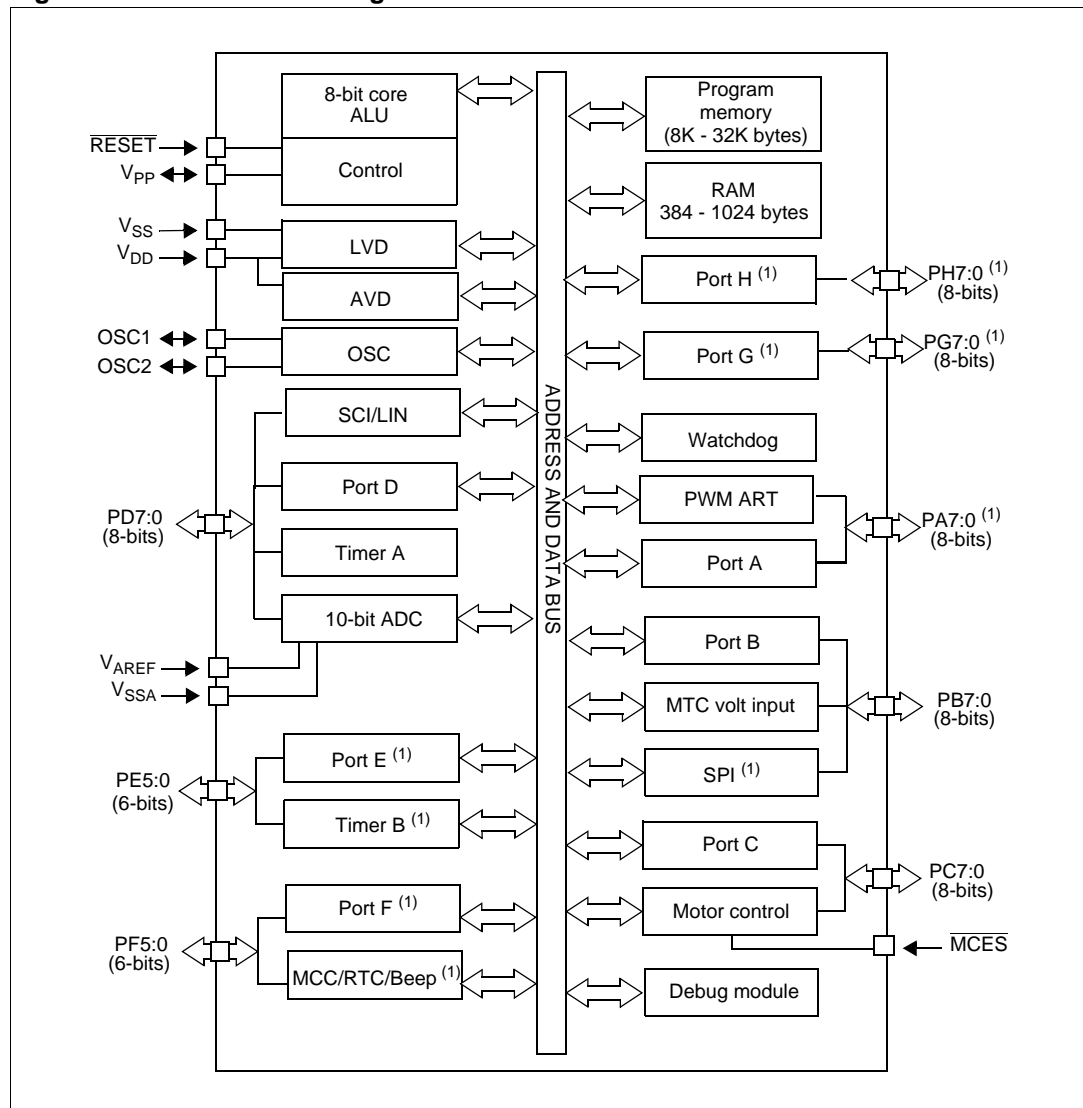 8-bit core
ALU
Control
RESET
VPP
VSS
VDD
LVD
AVD
OSC1
OSC2
OSC
SCI/LIN
Port D
PD7:0
(8-bits)
Timer A
10-bit ADC
VAREF
VSSA
Port E (1)
PE5:0
(6-bits)
Timer B (1)
Port F (1)
PF5:0
(6-bits)
MCC/RTC/Beep (1)
ADDRESS AND DATA BUS
Program
memory
(8K - 32K bytes)
RAM
384 - 1024 bytes
Port H (1)
PH7:0 (1)
(8-bits)
Port G (1)
PG7:0 (1)
(8-bits)
Watchdog
PWM ART
PA7:0 (1)
(8-bits)
Port A
Port B
MTC volt input
PB7:0
(8-bits)
SPI (1)
Port C
PC7:0
(8-bits)
Motor control
MCES
Debug module